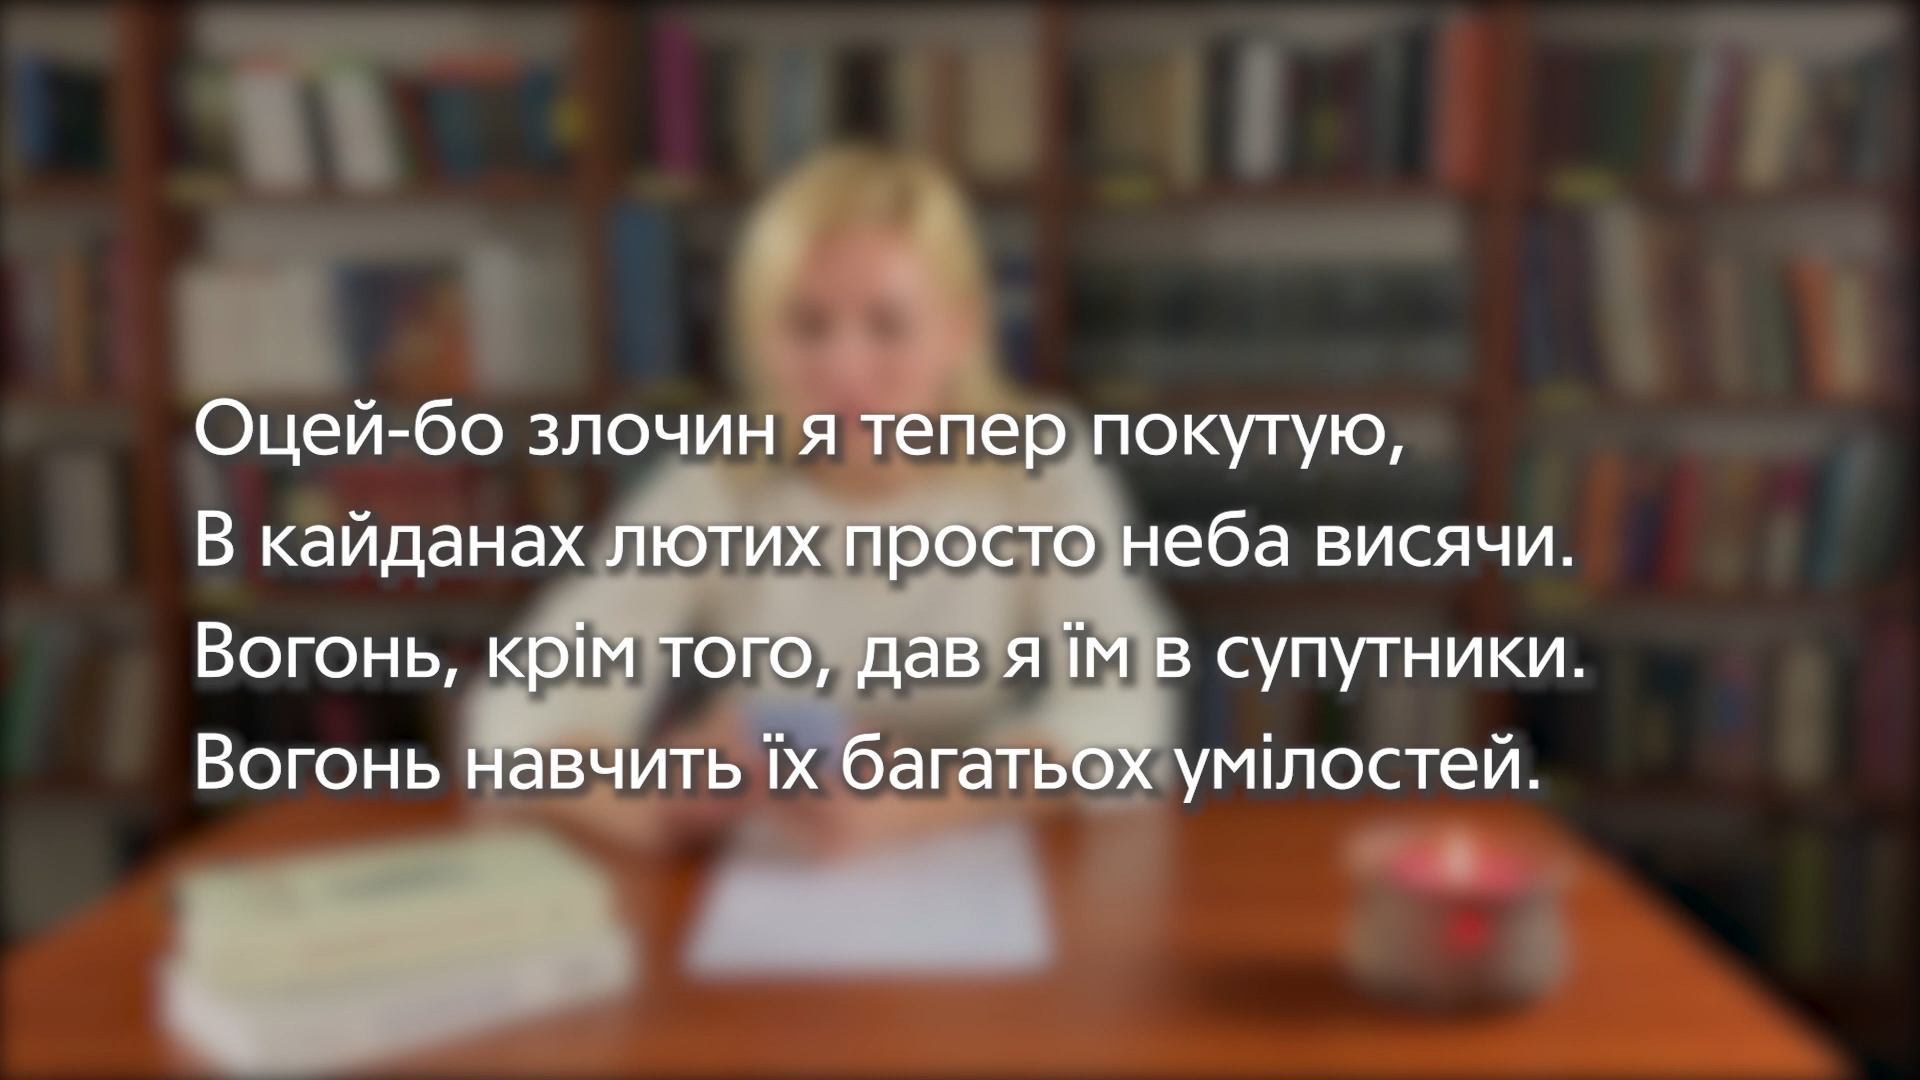 Оцей-бо злочин я тепер покутую,
В кайданах лютих просто неба висячи.
Вогонь, крім того, дав я їм в супутники.
Вогонь навчить їх багатьох умілостей.